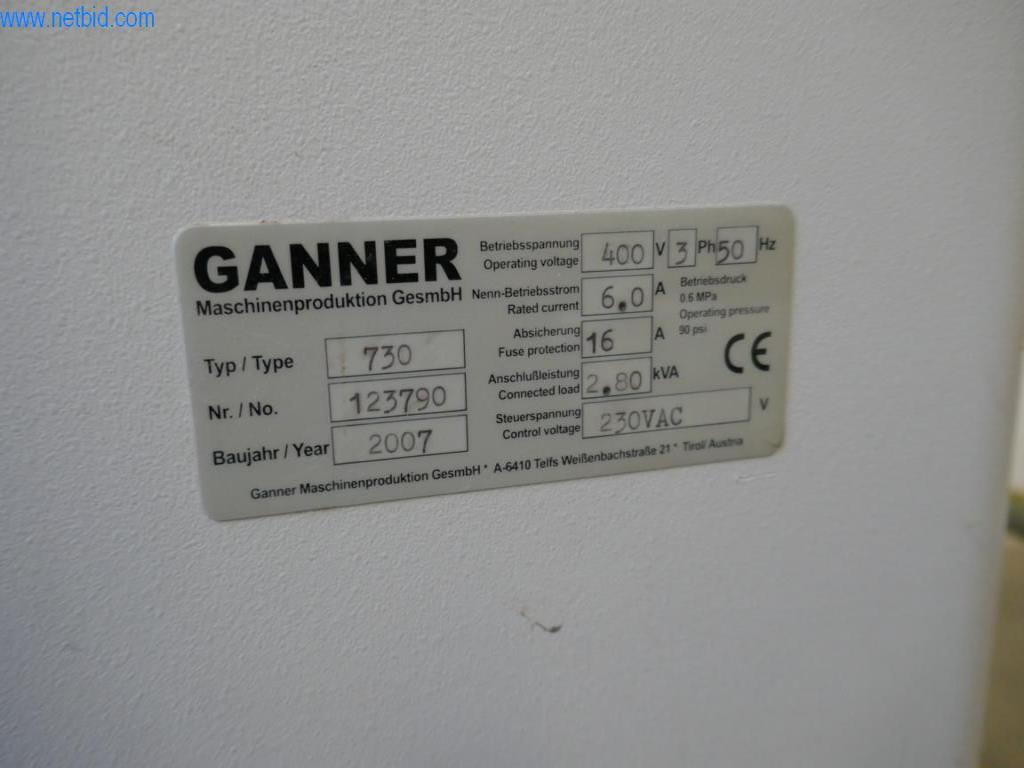 www.netbid.com
GANNER
Maschinenproduktion GesmbH
Typ / Type 730
Nr. / No. 123790
Baujahr / Year 2007
Betriebsspannung
Operating voltage 400 V 3 Ph 50 Hz
Nenn-Betriebsstrom
Rated current 6.0 A
Absicherung
Fuse protection 16 A
Anschlußleistung
Connected load 2.80 kVA
Steuerspannung
Control voltage 230VAC V
Betriebsdruck
0.6 MPa
Operating pressure
90 psi
CE
Ganner Maschinenproduktion GesmbH * A-6410 Telfs Weißenbachstraße 21 * Tirol/ Austria